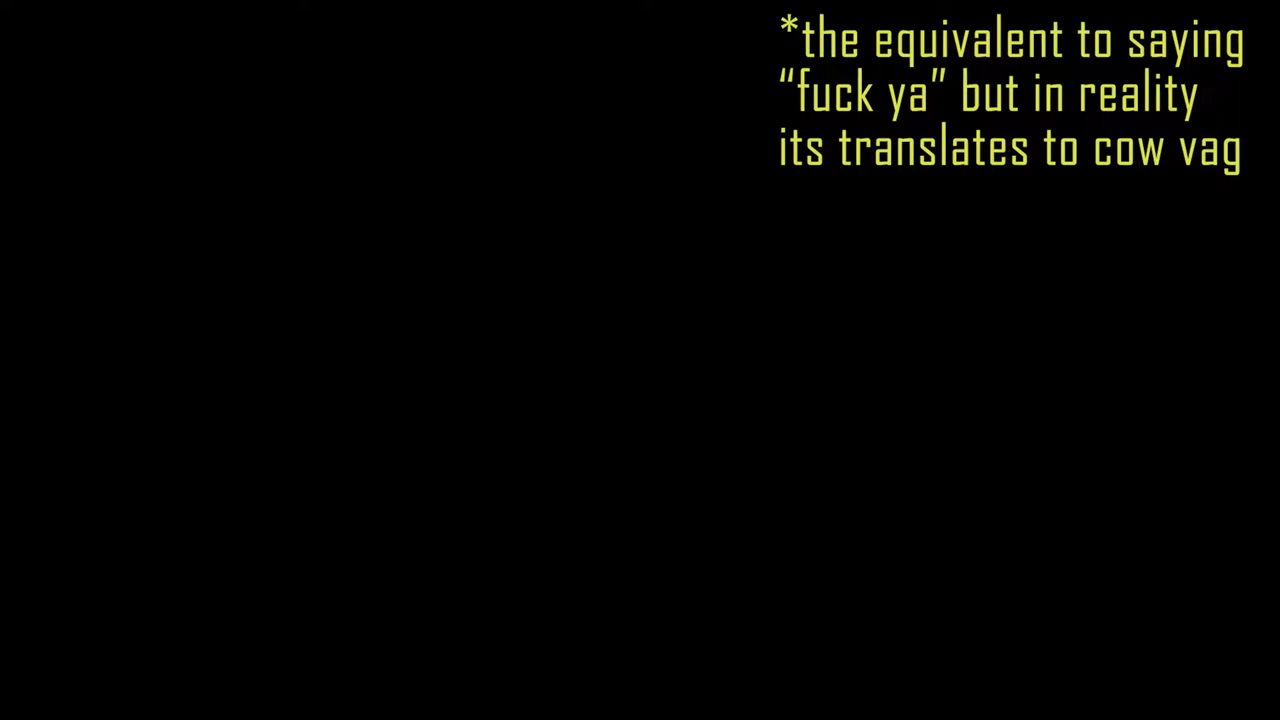 *the equivalent to saying
“fuck ya” but in reality
its translates to cow vag